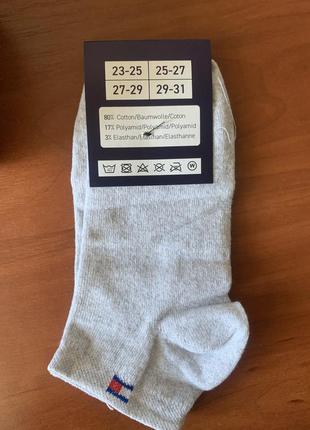 23-25 25-27
27-29 29-31
80% Cotton/Baumwolle/Coton
17% Polyamid/Polyamid/Polyamid
3% Elasthan/Elasthan/Elasthanne
W